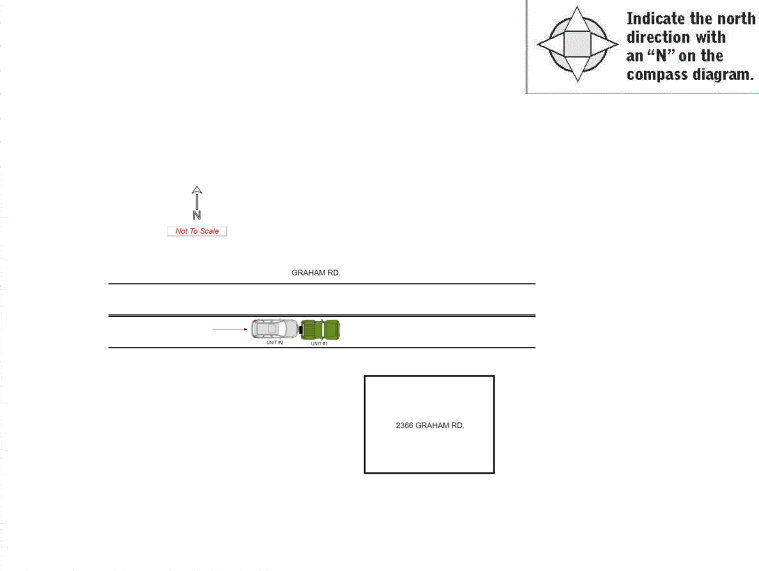 Indicate the north
direction with
an “N” on the
compass diagram.
N
Not To Scale
GRAHAM RD.
UNIT #2
UNIT #1
2366 GRAHAM RD.